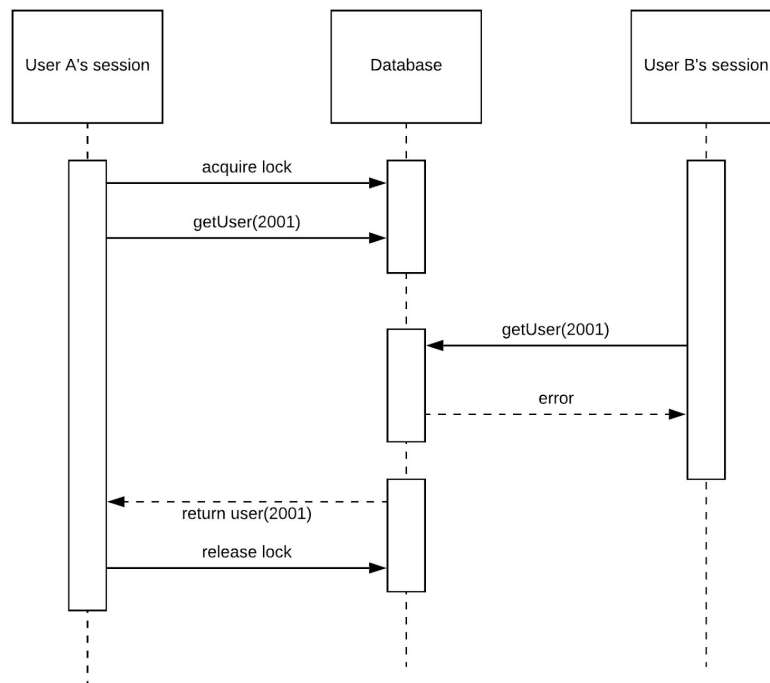 User A's session
Database
User B's session
acquire lock
getUser(2001)
getUser(2001)
error
return user(2001)
release lock